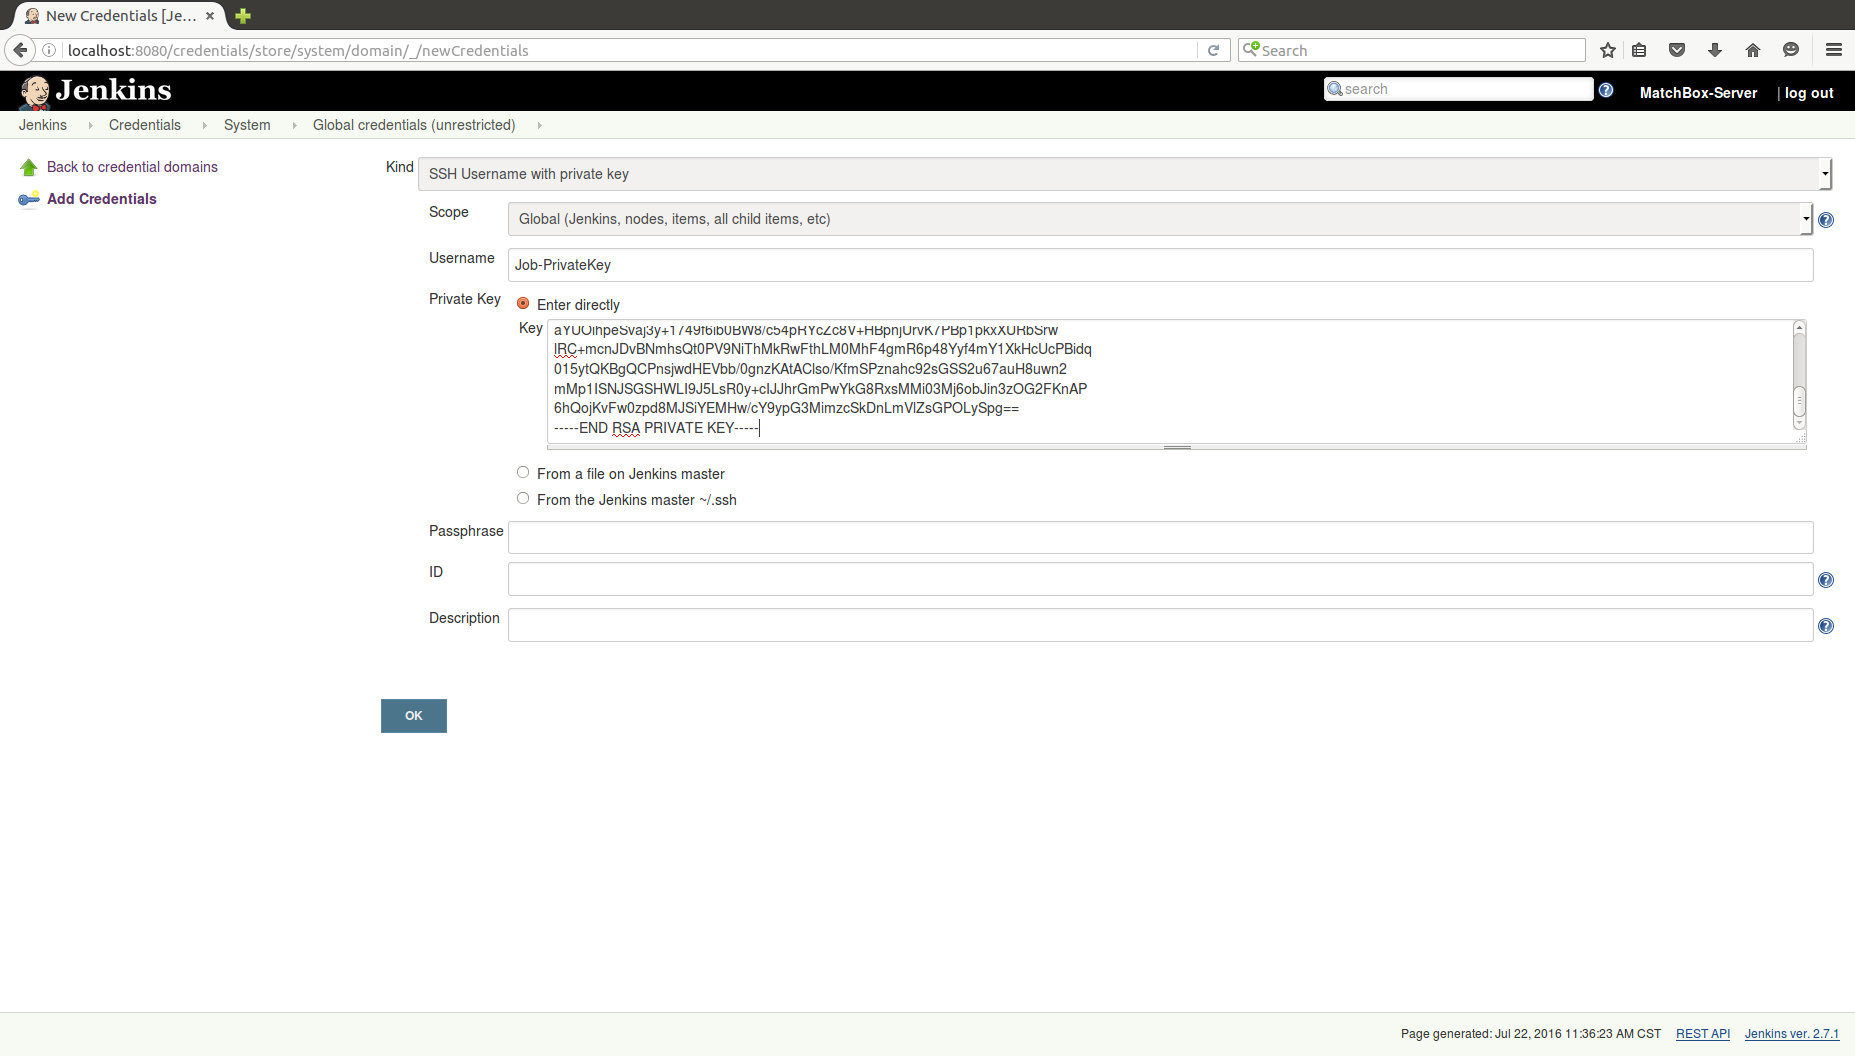 New Credentials [Je...
localhost:8080/credentials/store/system/domain/_/newCredentials
Search
Jenkins
search
MatchBox-Server
| log out
Jenkins
Credentials
System
Global credentials (unrestricted)
Back to credential domains
Add Credentials
Kind
SSH Username with private key
Scope
Global (Jenkins, nodes, items, all child items, etc)
Username
Job-PrivateKey
Private Key
Enter directly
Key
lRC+mcnJDvBNmhsQt0PV9NiThMkRwFthLM0MhF4gmR6p48Yyf4mY1XkHcUcPBidq
015ytQKBgQCPnsjwdHEVbb/0gnzKAtAClso/KfmSPznahc92sGSS2u67auH8uwn2
mMp1ISNJSGSHWLI9J5LsR0y+cIJJhrGmPwYkG8RxsMMi03Mj6obJin3zOG2FKnAP
6hQojKvFw0zpd8MJSiYEMHw/cY9ypG3MimzcSkDnLmVlZsGPOLySpg==
-----END RSA PRIVATE KEY-----
From a file on Jenkins master
From the Jenkins master ~/.ssh
Passphrase
ID
Description
OK
Page generated: Jul 22, 2016 11:36:23 AM CST
REST API
Jenkins ver. 2.7.1